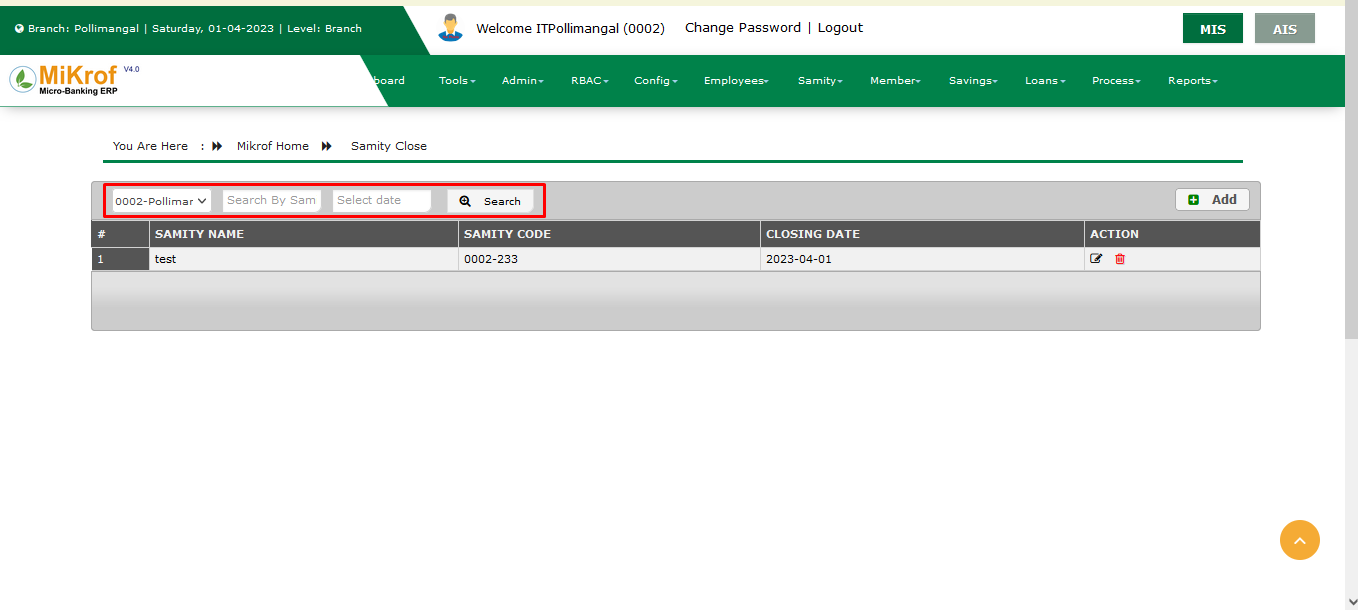 Branch: Pollimangal | Saturday, 01-04-2023 | Level: Branch
Welcome ITPollimangal (0002) Change Password | Logout
MIS AIS
MiKrof V4.0
Micro-Banking ERP
board Tools Admin RBAC Config Employees Samity Member Savings Loans Process Reports
You Are Here : Mikrof Home Samity Close
0002-Pollimar Search By Sam Select date Search Add
# SAMITY NAME SAMITY CODE CLOSING DATE ACTION
1 test 0002-233 2023-04-01